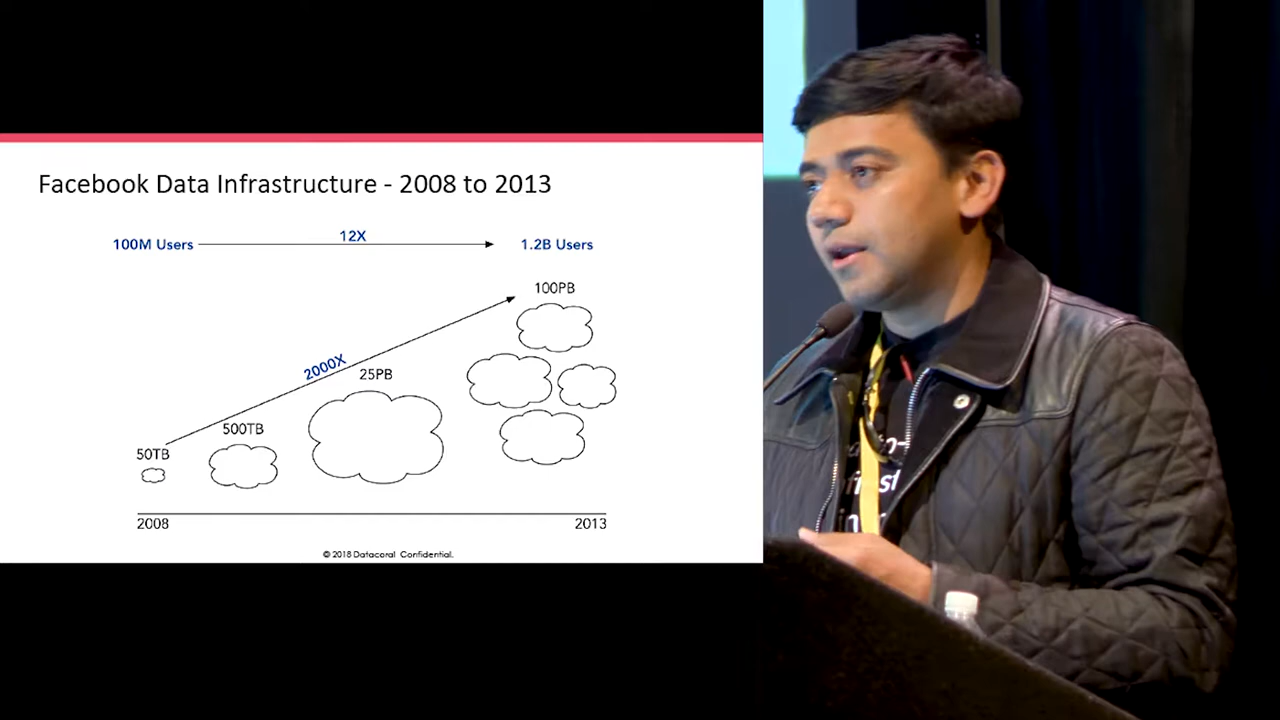 Facebook Data Infrastructure - 2008 to 2013
100M Users
12X
1.2B Users
100PB
2000X
25PB
500TB
50TB
2008
2013
© 2018 Datacoral Confidential.